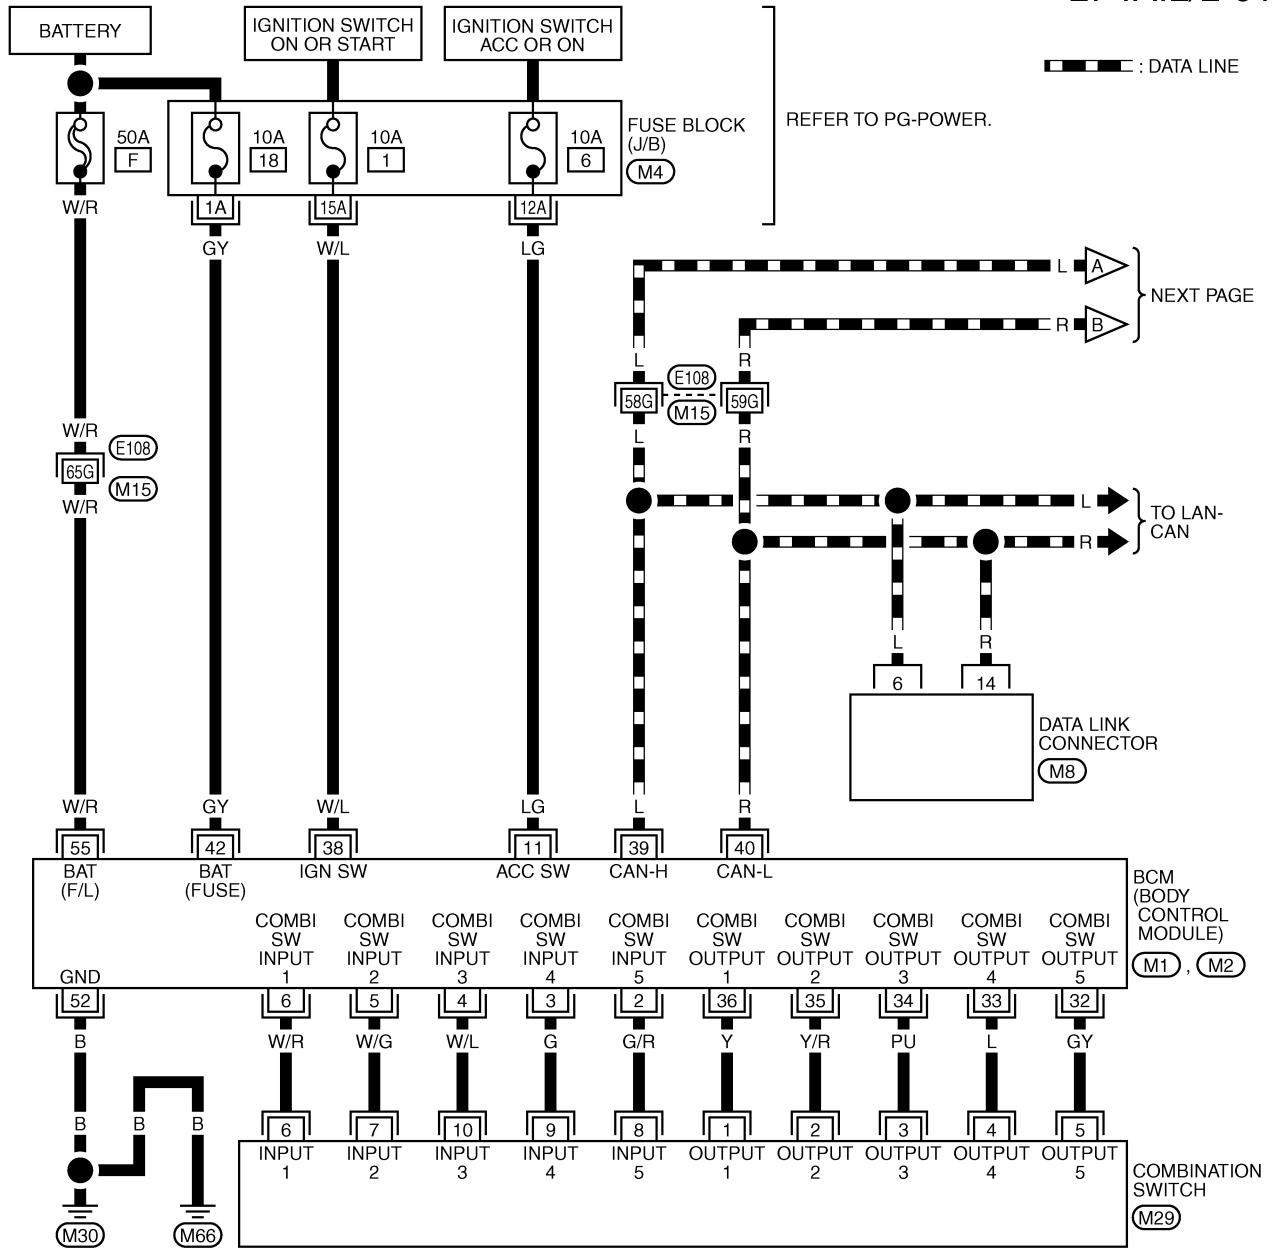 BATTERY
IGNITION SWITCH
ON OR START
IGNITION SWITCH
ACC OR ON
: DATA LINE
50A
F
10A
18
10A
1
10A
6
FUSE BLOCK
(J/B)
M4
REFER TO PG-POWER.
W/R
1A
15A
12A
GY
W/L
LG
L
A
R
B
NEXT PAGE
L
R
E108
58G
59G
M15
L
R
W/R
E108
65G
M15
W/R
L
TO LAN-
CAN
R
L
R
6
14
DATA LINK
CONNECTOR
M8
W/R
GY
W/L
LG
L
R
55
42
38
11
39
40
BAT
(F/L)
BAT
(FUSE)
IGN SW
ACC SW
CAN-H
CAN-L
BCM
(BODY
CONTROL
MODULE)
M1 , M2
COMBI
SW
INPUT
1
COMBI
SW
INPUT
2
COMBI
SW
INPUT
3
COMBI
SW
INPUT
4
COMBI
SW
INPUT
5
COMBI
SW
OUTPUT
1
COMBI
SW
OUTPUT
2
COMBI
SW
OUTPUT
3
COMBI
SW
OUTPUT
4
COMBI
SW
OUTPUT
5
GND
52
6
5
4
3
2
36
35
34
33
32
B
W/R
W/G
W/L
G
G/R
Y
Y/R
PU
L
GY
B
B
B
6
7
10
9
8
1
2
3
4
5
INPUT
1
INPUT
2
INPUT
3
INPUT
4
INPUT
5
OUTPUT
1
OUTPUT
2
OUTPUT
3
OUTPUT
4
OUTPUT
5
COMBINATION
SWITCH
M29
M30
M66